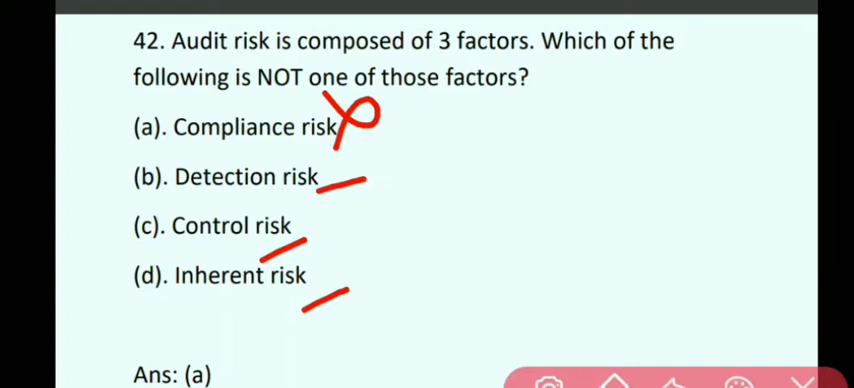 42. Audit risk is composed of 3 factors. Which of the
following is NOT one of those factors?
(a). Compliance risk
(b). Detection risk
(c). Control risk
(d). Inherent risk
Ans: (a)